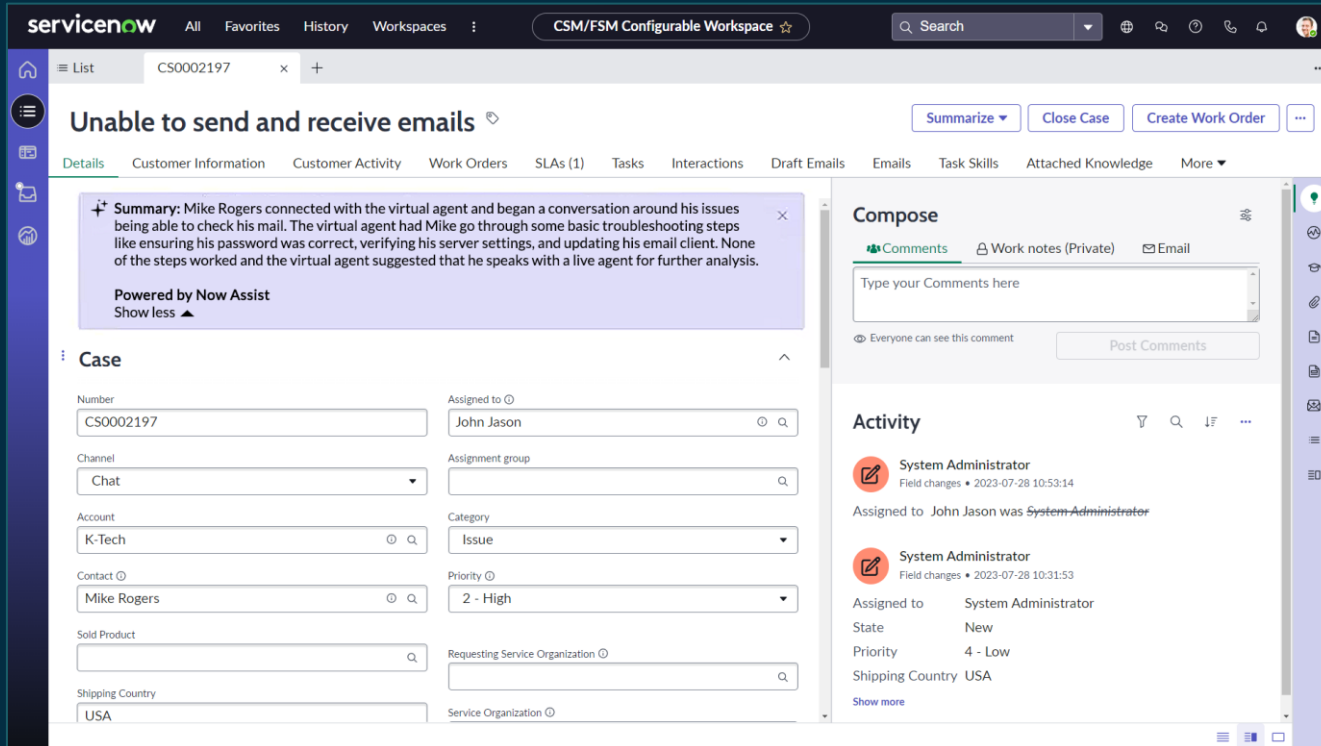 servicenow All Favorites History Workspaces CSM/FSM Configurable Workspace Search
List CS0002197
Unable to send and receive emails
Summarize Close Case Create Work Order
Details Customer Information Customer Activity Work Orders SLAs (1) Tasks Interactions Draft Emails Emails Task Skills Attached Knowledge More
Summary: Mike Rogers connected with the virtual agent and began a conversation around his issues
being able to check his mail. The virtual agent had Mike go through some basic troubleshooting steps
like ensuring his password was correct, verifying his server settings, and updating his email client. None
of the steps worked and the virtual agent suggested that he speaks with a live agent for further analysis.
Powered by Now Assist
Show less
Case
Number
CS0002197
Assigned to
John Jason
Channel
Chat
Assignment group
Account
K-Tech
Category
Issue
Contact
Mike Rogers
Priority
2 - High
Sold Product
Requesting Service Organization
Shipping Country
USA
Service Organization
Compose
Comments Work notes (Private) Email
Type your Comments here
Everyone can see this comment
Post Comments
Activity
System Administrator
Field changes • 2023-07-28 10:53:14
Assigned to John Jason was System Administrator
System Administrator
Field changes • 2023-07-28 10:31:53
Assigned to System Administrator
State New
Priority 4 - Low
Shipping Country USA
Show more